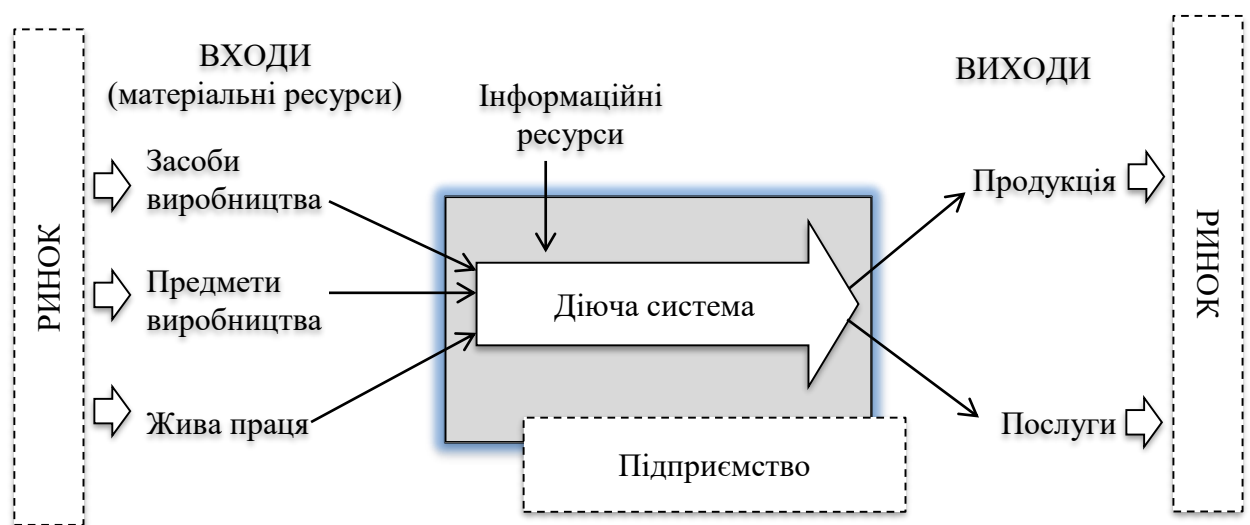 РИНОК
ВХОДИ
(матеріальні ресурси)
Засоби
виробництва
Предмети
виробництва
Жива праця
Інформаційні
ресурси
Діюча система
Підприємство
ВИХОДИ
Продукція
Послуги
РИНОК